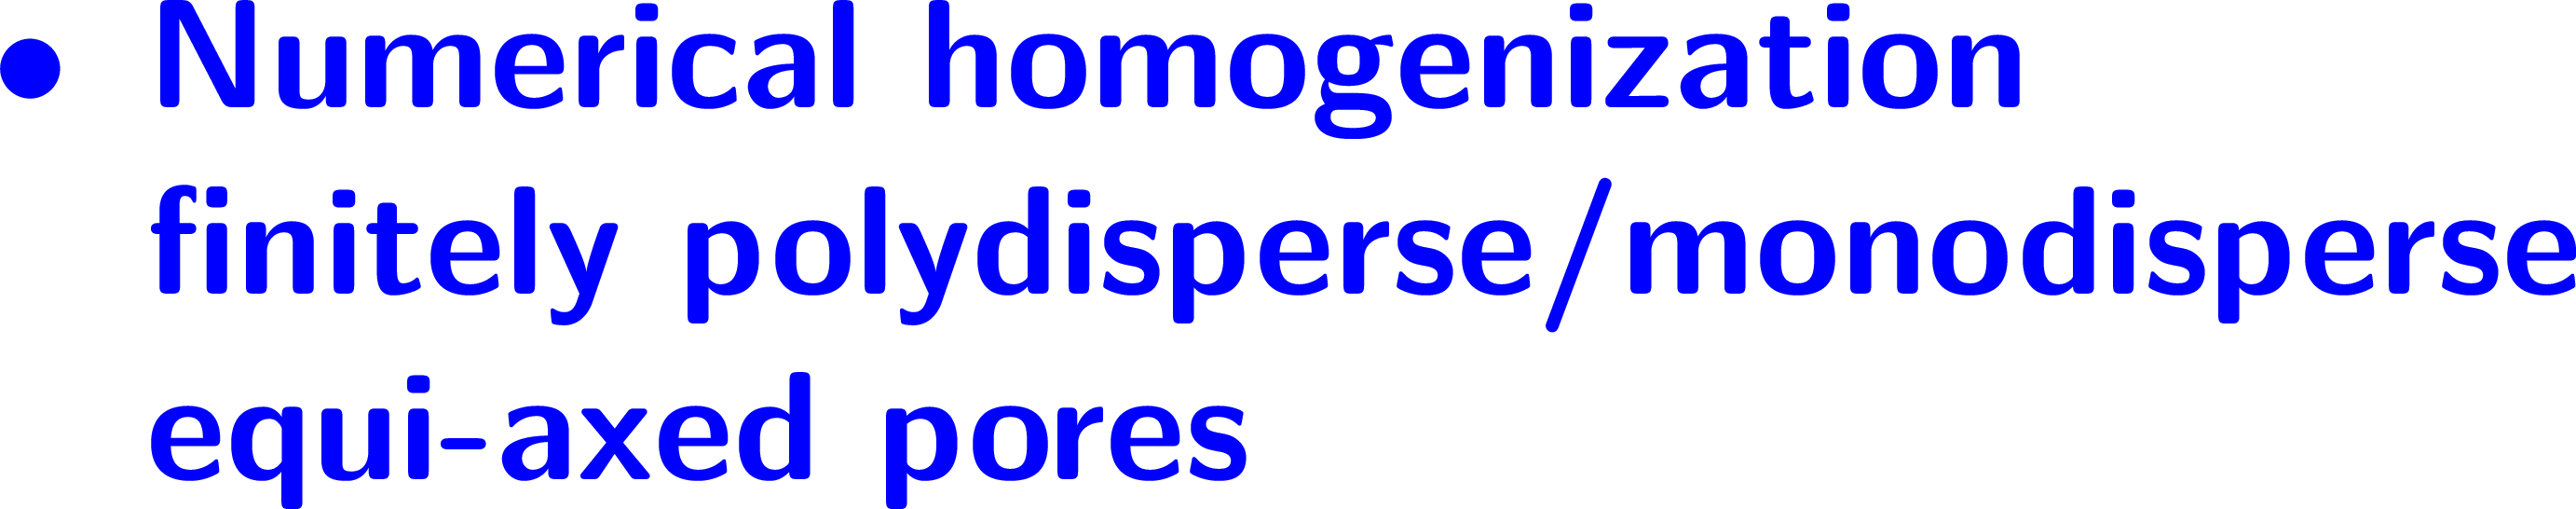 • Numerical homogenization
finitely polydisperse/monodisperse
equi-axed pores